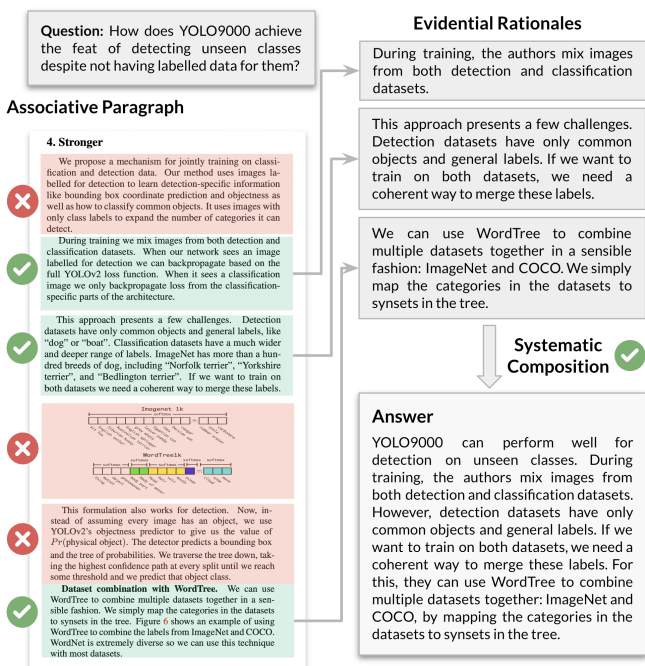 Question: How does YOLO9000 achieve
the feat of detecting unseen classes
despite not having labelled data for them?
Associative Paragraph
4. Stronger
We propose a mechanism for jointly training on classi-
fication and detection data. Our method uses images la-
belled for detection to learn detection-specific information
like bounding box coordinate prediction and objectness as
well as how to classify common objects. It uses images with
only class labels to expand the number of categories it can
detect.
During training we mix images from both detection and
classification datasets. When our network sees an image
labelled for detection we can backpropagate based on the
full YOLOv2 loss function. When it sees a classification
image we only backpropagate loss from the classification-
specific parts of the architecture.
This approach presents a few challenges. Detection
datasets have only common objects and general labels, like
“dog” or “boat”. Classification datasets have a much wider
and deeper range of labels. ImageNet has more than a hun-
dred breeds of dog, including “Norfolk terrier”, “Yorkshire
terrier”, and “Bedlington terrier”. If we want to train on
both datasets we need a coherent way to merge these labels.
Imagenet 1k
softmax
WordTree1k
softmax softmax softmax softmax
This formulation also works for detection. Now, in-
stead of assuming every image has an object, we use
YOLOv2's objectness predictor to give us the value of
Pr(physical object). The detector predicts a bounding box
and the tree of probabilities. We traverse the tree down, tak-
ing the highest confidence path at every split until we reach
some threshold and we predict that object class.
Dataset combination with WordTree. We can use
WordTree to combine multiple datasets together in a sen-
sible fashion. We simply map the categories in the datasets
to synsets in the tree. Figure 6 shows an example of using
WordTree to combine the labels from ImageNet and COCO.
WordNet is extremely diverse so we can use this technique
with most datasets.
Evidential Rationales
During training, the authors mix images
from both detection and classification
datasets.
This approach presents a few challenges.
Detection datasets have only common
objects and general labels. If we want to
train on both datasets, we need a
coherent way to merge these labels.
We can use WordTree to combine
multiple datasets together in a sensible
fashion: ImageNet and COCO. We simply
map the categories in the datasets to
synsets in the tree.
Systematic
Composition
Answer
YOLO9000 can perform well for
detection on unseen classes. During
training, the authors mix images from
both detection and classification datasets.
However, detection datasets have only
common objects and general labels. If we
want to train on both datasets, we need a
coherent way to merge these labels. For
this, they can use WordTree to combine
multiple datasets together: ImageNet and
COCO, by mapping the categories in the
datasets to synsets in the tree.